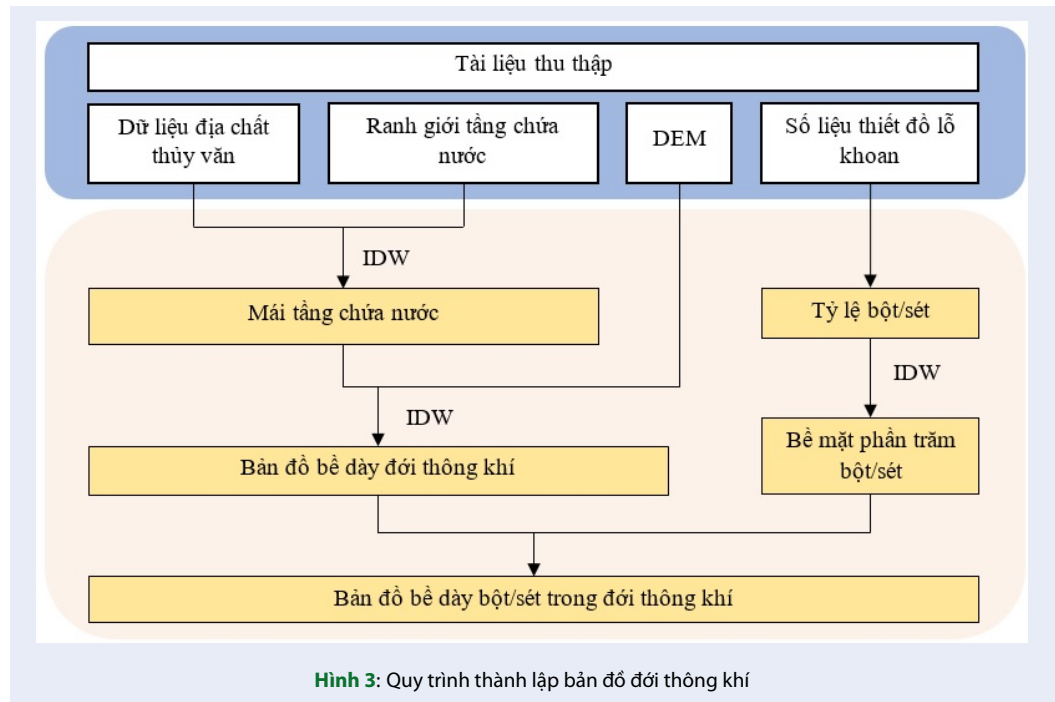 Tài liệu thu thập
Dữ liệu địa chất
thủy văn
Ranh giới tầng chứa
nước
DEM
Số liệu thiết đồ lỗ
khoan
IDW
Mái tầng chứa nước
Tỷ lệ bột/sét
IDW
IDW
Bản đồ bề dày đới thông khí
Bề mặt phần trăm
bột/sét
Bản đồ bề dày bột/sét trong đới thông khí
Hình 3: Quy trình thành lập bản đồ đới thông khí